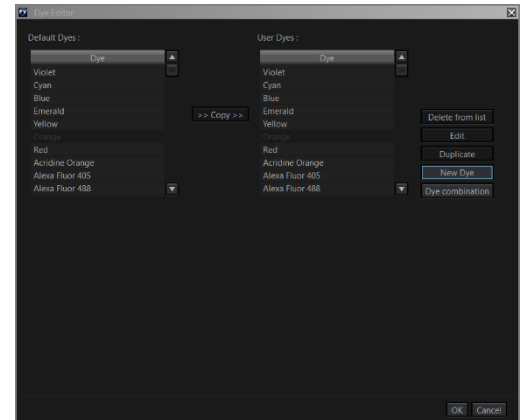 FV Dye Editor
Default Dyes :
Dye
Violet
Cyan
Blue
Emerald
Yellow
Orange
Red
Acridine Orange
Alexa Fluor 405
Alexa Fluor 488
>> Copy >>
User Dyes :
Dye
Violet
Cyan
Blue
Emerald
Yellow
Orange
Red
Acridine Orange
Alexa Fluor 405
Alexa Fluor 488
Delete from list
Edit
Duplicate
New Dye
Dye combination
OK Cancel